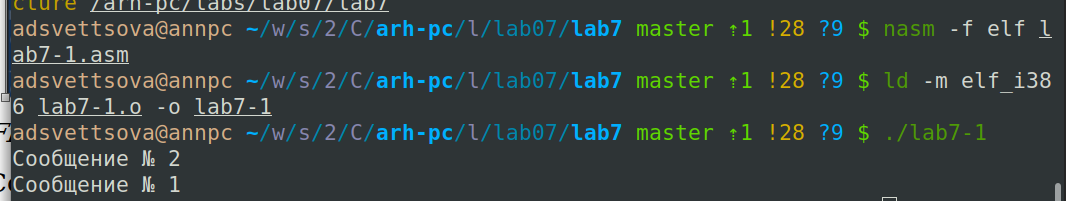 cture /arh-pc/labs/lab07/lab7
adsvettsova@annpc ~/w/s/2/C/arh-pc/l/lab07/lab7 master ⇡1 !28 ?9 $ nasm -f elf l
ab7-1.asm
adsvettsova@annpc ~/w/s/2/C/arh-pc/l/lab07/lab7 master ⇡1 !28 ?9 $ ld -m elf_i38
6 lab7-1.o -o lab7-1
adsvettsova@annpc ~/w/s/2/C/arh-pc/l/lab07/lab7 master ⇡1 !28 ?9 $ ./lab7-1
Сообщение № 2
Сообщение № 1